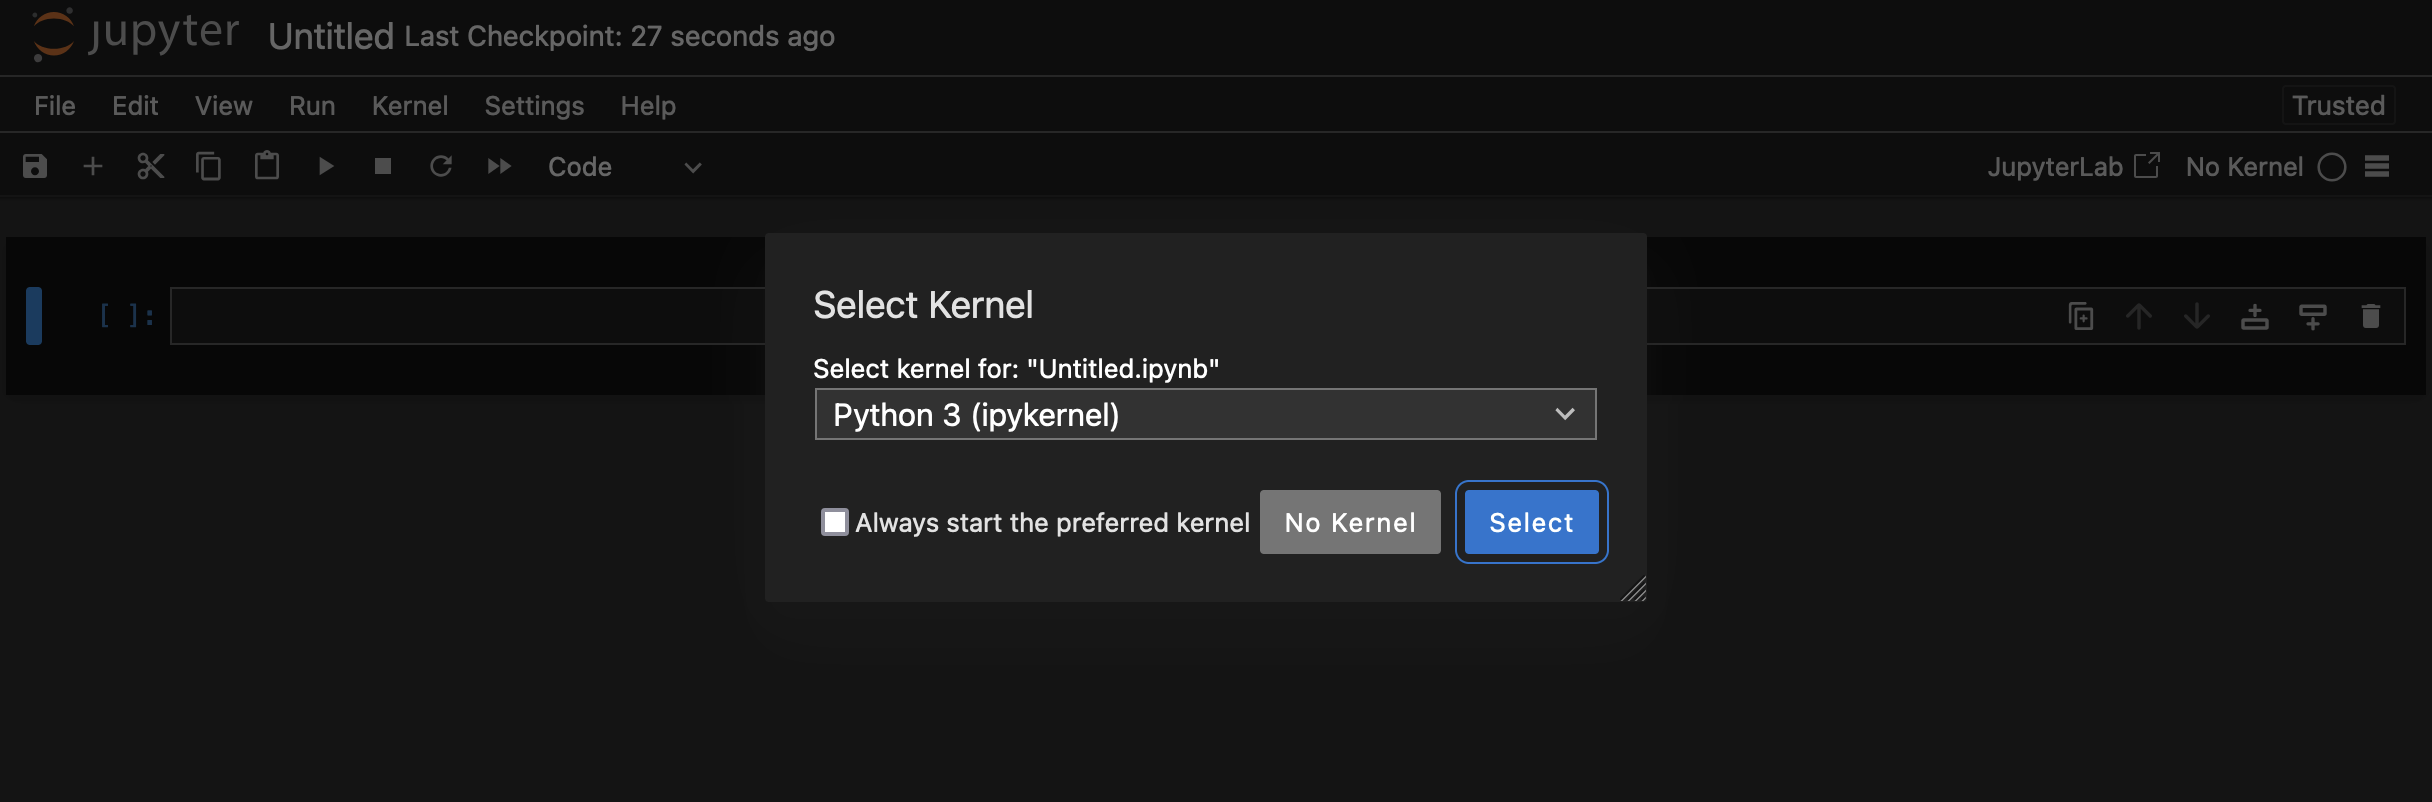 jupyter Untitled Last Checkpoint: 27 seconds ago
File Edit View Run Kernel Settings Help Trusted
Code JupyterLab No Kernel
[ ]:
Select Kernel
Select kernel for: "Untitled.ipynb"
Python 3 (ipykernel)
Always start the preferred kernel No Kernel Select